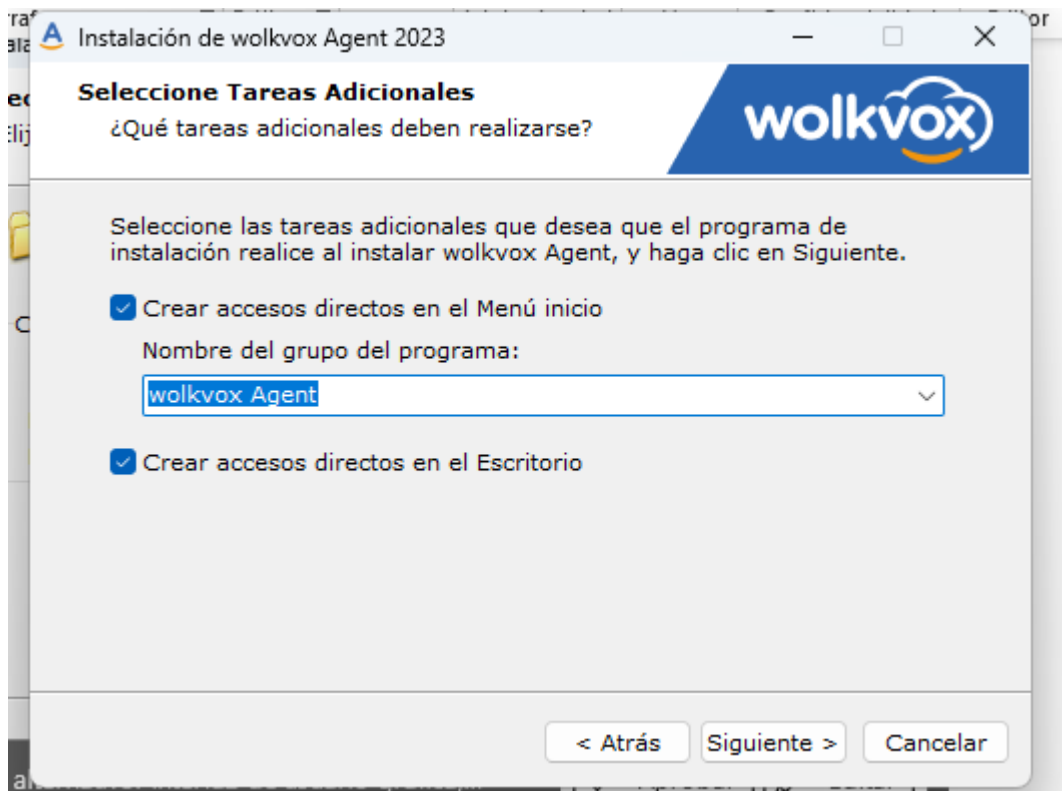 Instalación de wolkvox Agent 2023
Seleccione Tareas Adicionales
¿Qué tareas adicionales deben realizarse?
wolkvox
Seleccione las tareas adicionales que desea que el programa de
instalación realice al instalar wolkvox Agent, y haga clic en Siguiente.
Crear accesos directos en el Menú inicio
Nombre del grupo del programa:
wolkvox Agent
Crear accesos directos en el Escritorio
< Atrás
Siguiente >
Cancelar